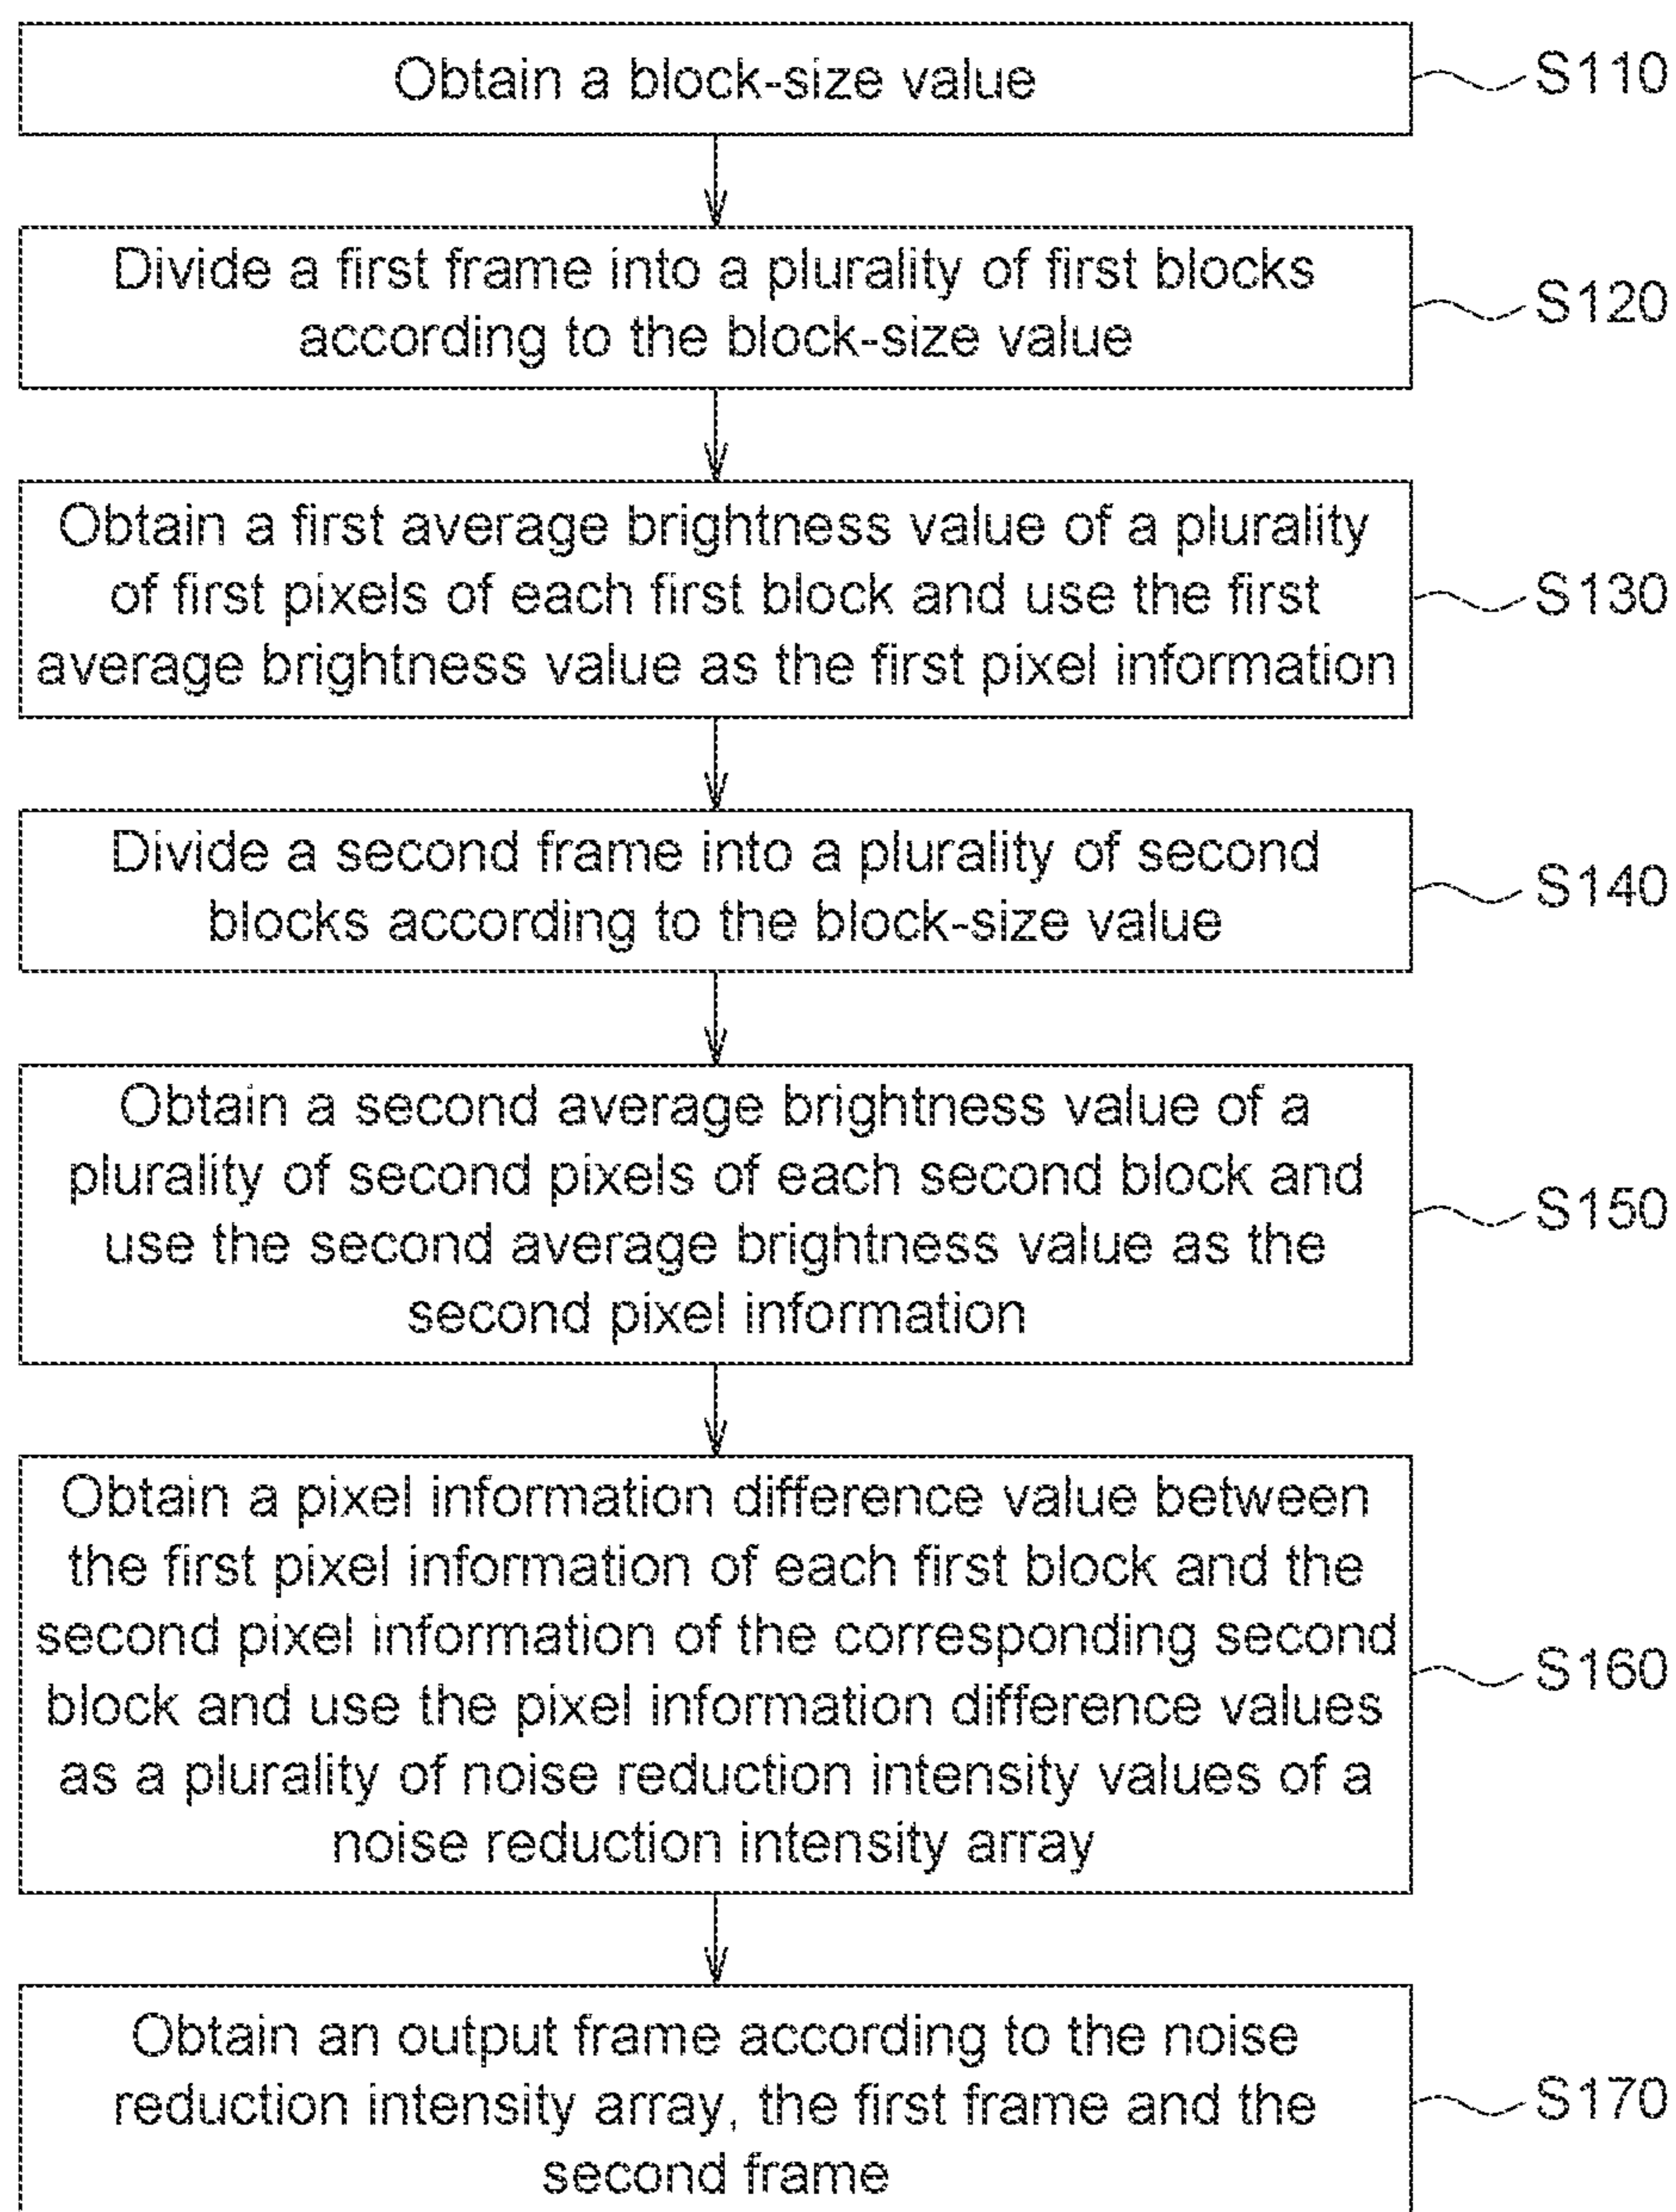 Obtain a block-size value
S110
Divide a first frame into a plurality of first blocks
according to the block-size value
S120
Obtain a first average brightness value of a plurality
of first pixels of each first block and use the first
average brightness value as the first pixel information
S130
Divide a second frame into a plurality of second
blocks according to the block-size value
S140
Obtain a second average brightness value of a
plurality of second pixels of each second block and
use the second average brightness value as the
second pixel information
S150
Obtain a pixel information difference value between
the first pixel information of each first block and the
second pixel information of the corresponding second
block and use the pixel information difference values
as a plurality of noise reduction intensity values of a
noise reduction intensity array
S160
Obtain an output frame according to the noise
reduction intensity array, the first frame and the
second frame
S170